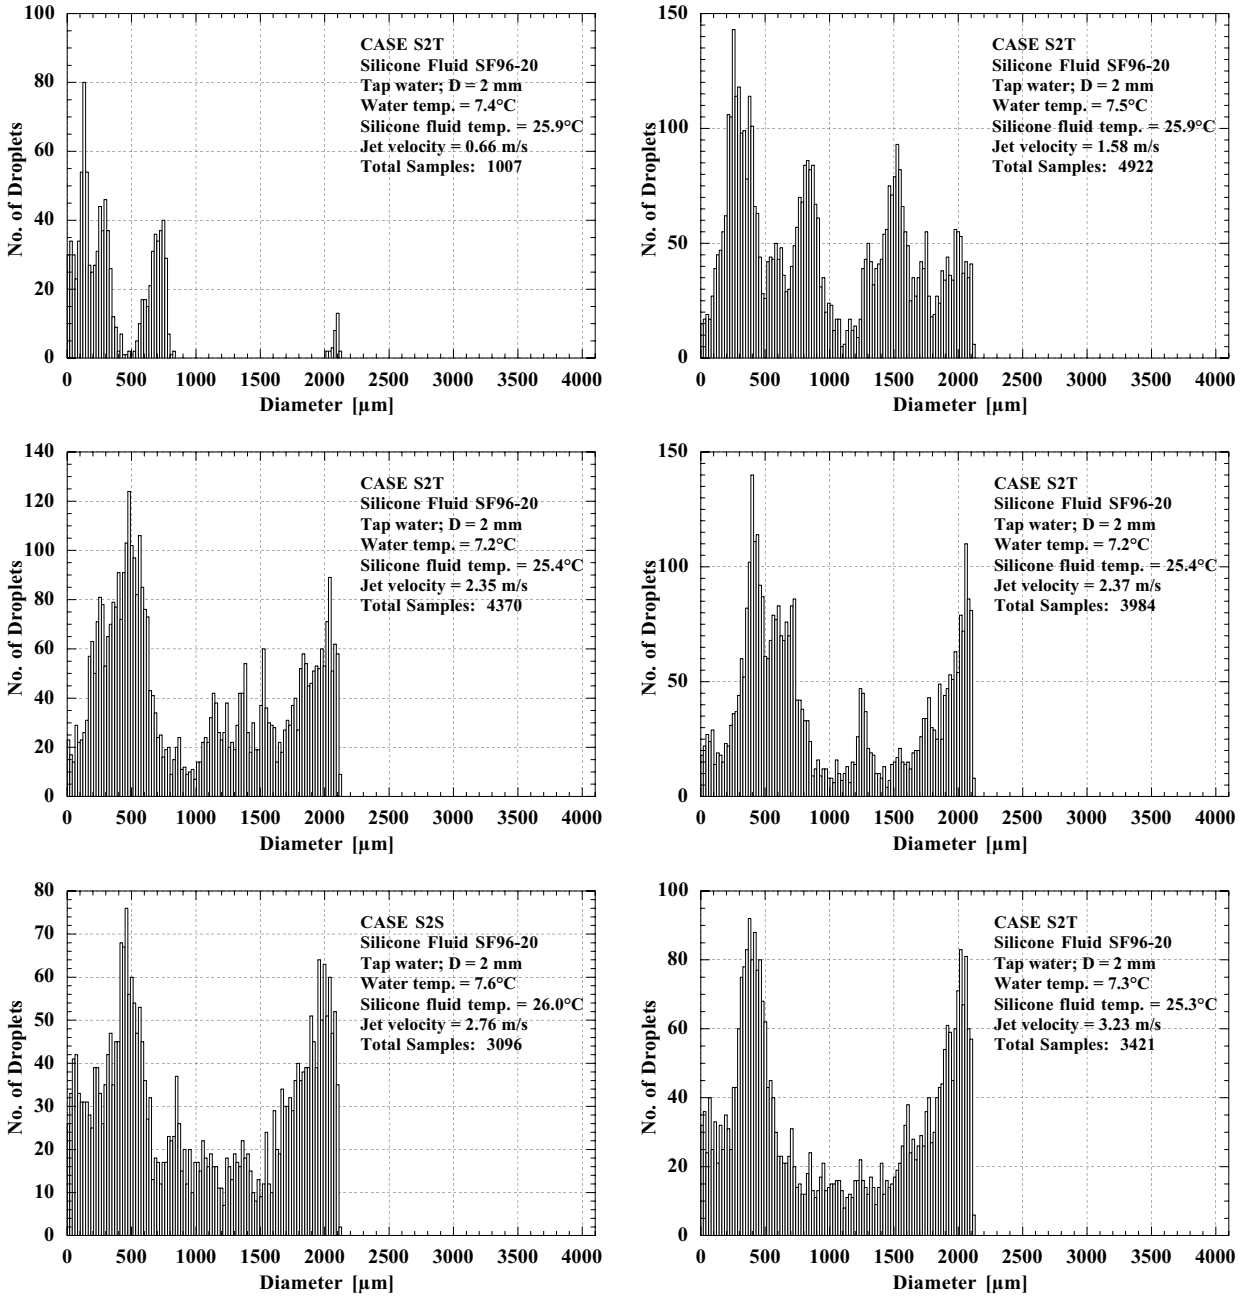 100
80
60
40
20
0
No. of Droplets
CASE S2T
Silicone Fluid SF96-20
Tap water; D = 2 mm
Water temp. = 7.4°C
Silicone fluid temp. = 25.9°C
Jet velocity = 0.66 m/s
Total Samples: 1007
0 500 1000 1500 2000 2500 3000 3500 4000
Diameter [µm]
150
100
50
0
No. of Droplets
CASE S2T
Silicone Fluid SF96-20
Tap water; D = 2 mm
Water temp. = 7.5°C
Silicone fluid temp. = 25.9°C
Jet velocity = 1.58 m/s
Total Samples: 4922
0 500 1000 1500 2000 2500 3000 3500 4000
Diameter [µm]
140
120
100
80
60
40
20
0
No. of Droplets
CASE S2T
Silicone Fluid SF96-20
Tap water; D = 2 mm
Water temp. = 7.2°C
Silicone fluid temp. = 25.4°C
Jet velocity = 2.35 m/s
Total Samples: 4370
0 500 1000 1500 2000 2500 3000 3500 4000
Diameter [µm]
150
100
50
0
No. of Droplets
CASE S2T
Silicone Fluid SF96-20
Tap water; D = 2 mm
Water temp. = 7.2°C
Silicone fluid temp. = 25.4°C
Jet velocity = 2.37 m/s
Total Samples: 3984
0 500 1000 1500 2000 2500 3000 3500 4000
Diameter [µm]
80
70
60
50
40
30
20
10
0
No. of Droplets
CASE S2S
Silicone Fluid SF96-20
Tap water; D = 2 mm
Water temp. = 7.6°C
Silicone fluid temp. = 26.0°C
Jet velocity = 2.76 m/s
Total Samples: 3096
0 500 1000 1500 2000 2500 3000 3500 4000
Diameter [µm]
100
80
60
40
20
0
No. of Droplets
CASE S2T
Silicone Fluid SF96-20
Tap water; D = 2 mm
Water temp. = 7.3°C
Silicone fluid temp. = 25.3°C
Jet velocity = 3.23 m/s
Total Samples: 3421
0 500 1000 1500 2000 2500 3000 3500 4000
Diameter [µm]